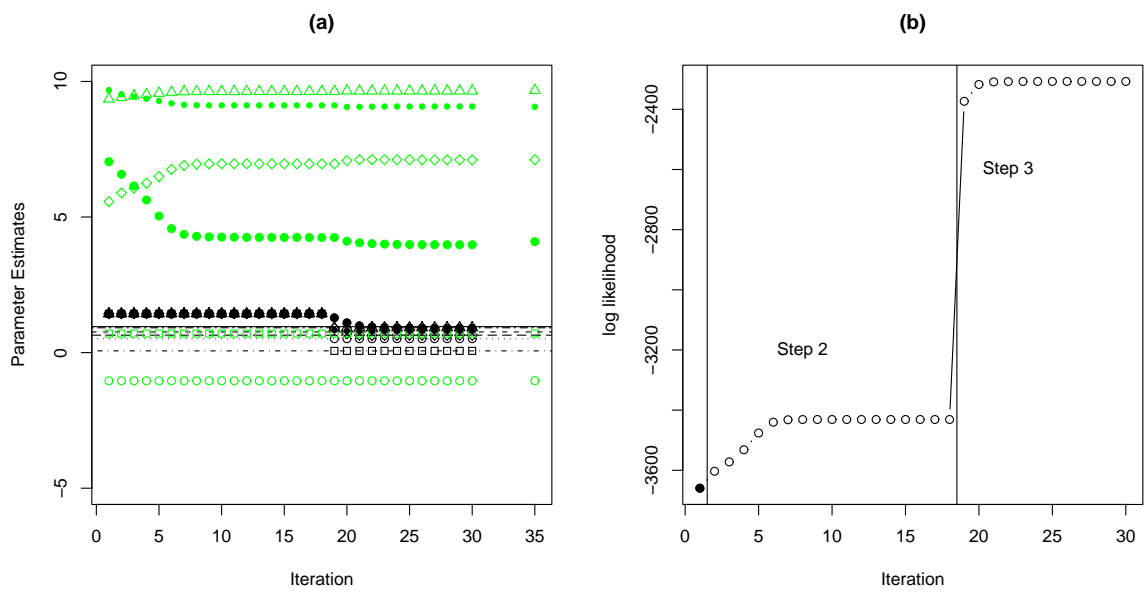 (a)
10
5
0
−5
Parameter Estimates
0 5 10 15 20 25 30 35
Iteration
(b)
−2400
−2800
−3200
−3600
log likelihood
Step 3
Step 2
0 5 10 15 20 25 30
Iteration